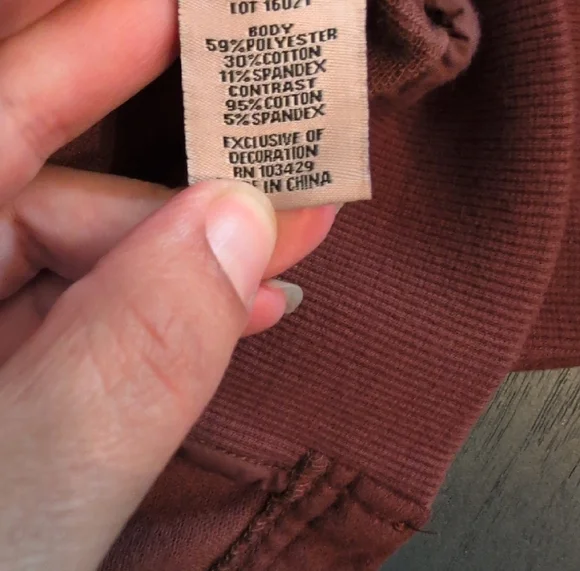 LOT 16021
BODY
59%POLYESTER
30%COTTON
11%SPANDEX
CONTRAST
95%COTTON
5%SPANDEX
EXCLUSIVE OF
DECORATION
RN 103429
IN CHINA